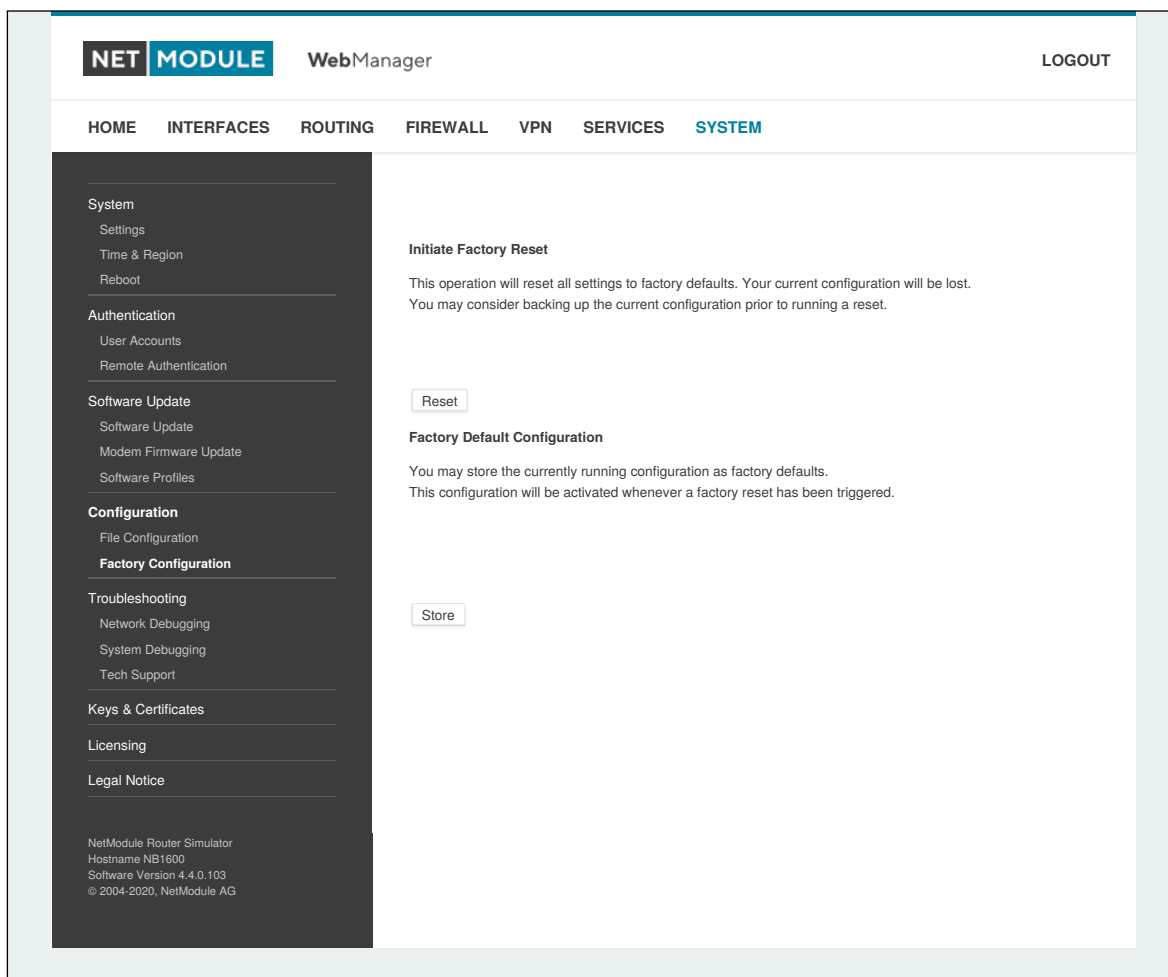 NET MODULE WebManager LOGOUT
HOME INTERFACES ROUTING FIREWALL VPN SERVICES SYSTEM
System
Settings
Time & Region
Reboot
Authentication
User Accounts
Remote Authentication
Software Update
Software Update
Modem Firmware Update
Software Profiles
Configuration
File Configuration
Factory Configuration
Troubleshooting
Network Debugging
System Debugging
Tech Support
Keys & Certificates
Licensing
Legal Notice
NetModule Router Simulator
Hostname NB1600
Software Version 4.4.0.103
© 2004-2020, NetModule AG
Initiate Factory Reset
This operation will reset all settings to factory defaults. Your current configuration will be lost.
You may consider backing up the current configuration prior to running a reset.
Reset
Factory Default Configuration
You may store the currently running configuration as factory defaults.
This configuration will be activated whenever a factory reset has been triggered.
Store